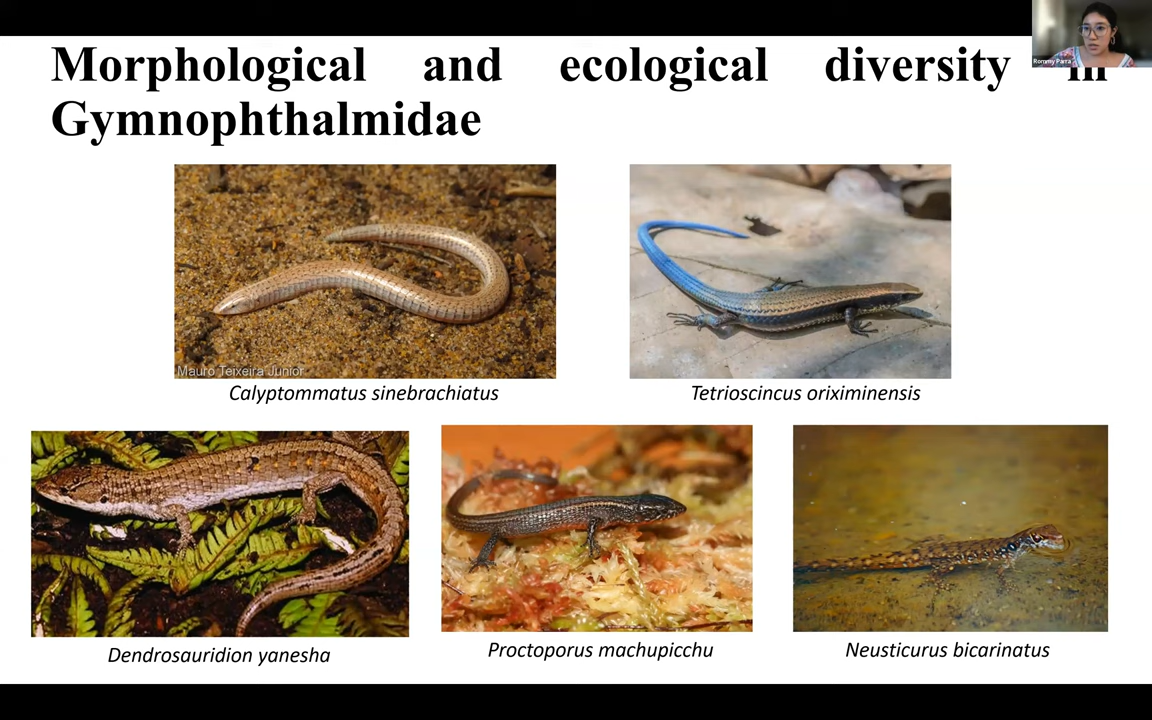 Morphological and ecological diversity in
Gymnophthalmidae
Rommy Parra
Mauro Teixeira Junior
Calyptommatus sinebrachiatus
Tetrioscincus oriximinensis
Dendrosauridion yanesha
Proctoporus machupicchu
Neusticurus bicarinatus